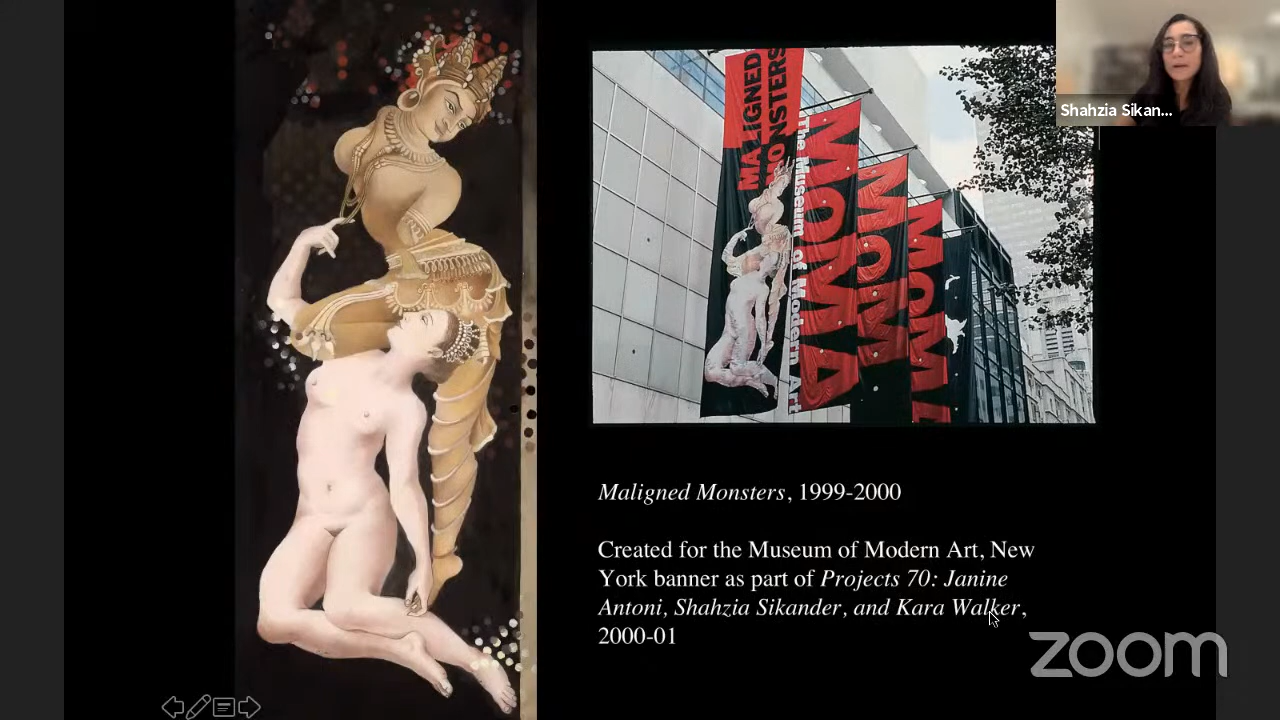 Shahzia Sikan...
MALIGNED
MONSTERS
The Museum of Modern Art
MOMA
MOMA
MOMA
Maligned Monsters, 1999-2000
Created for the Museum of Modern Art, New
York banner as part of Projects 70: Janine
Antoni, Shahzia Sikander, and Kara Walker,
2000-01
zoom